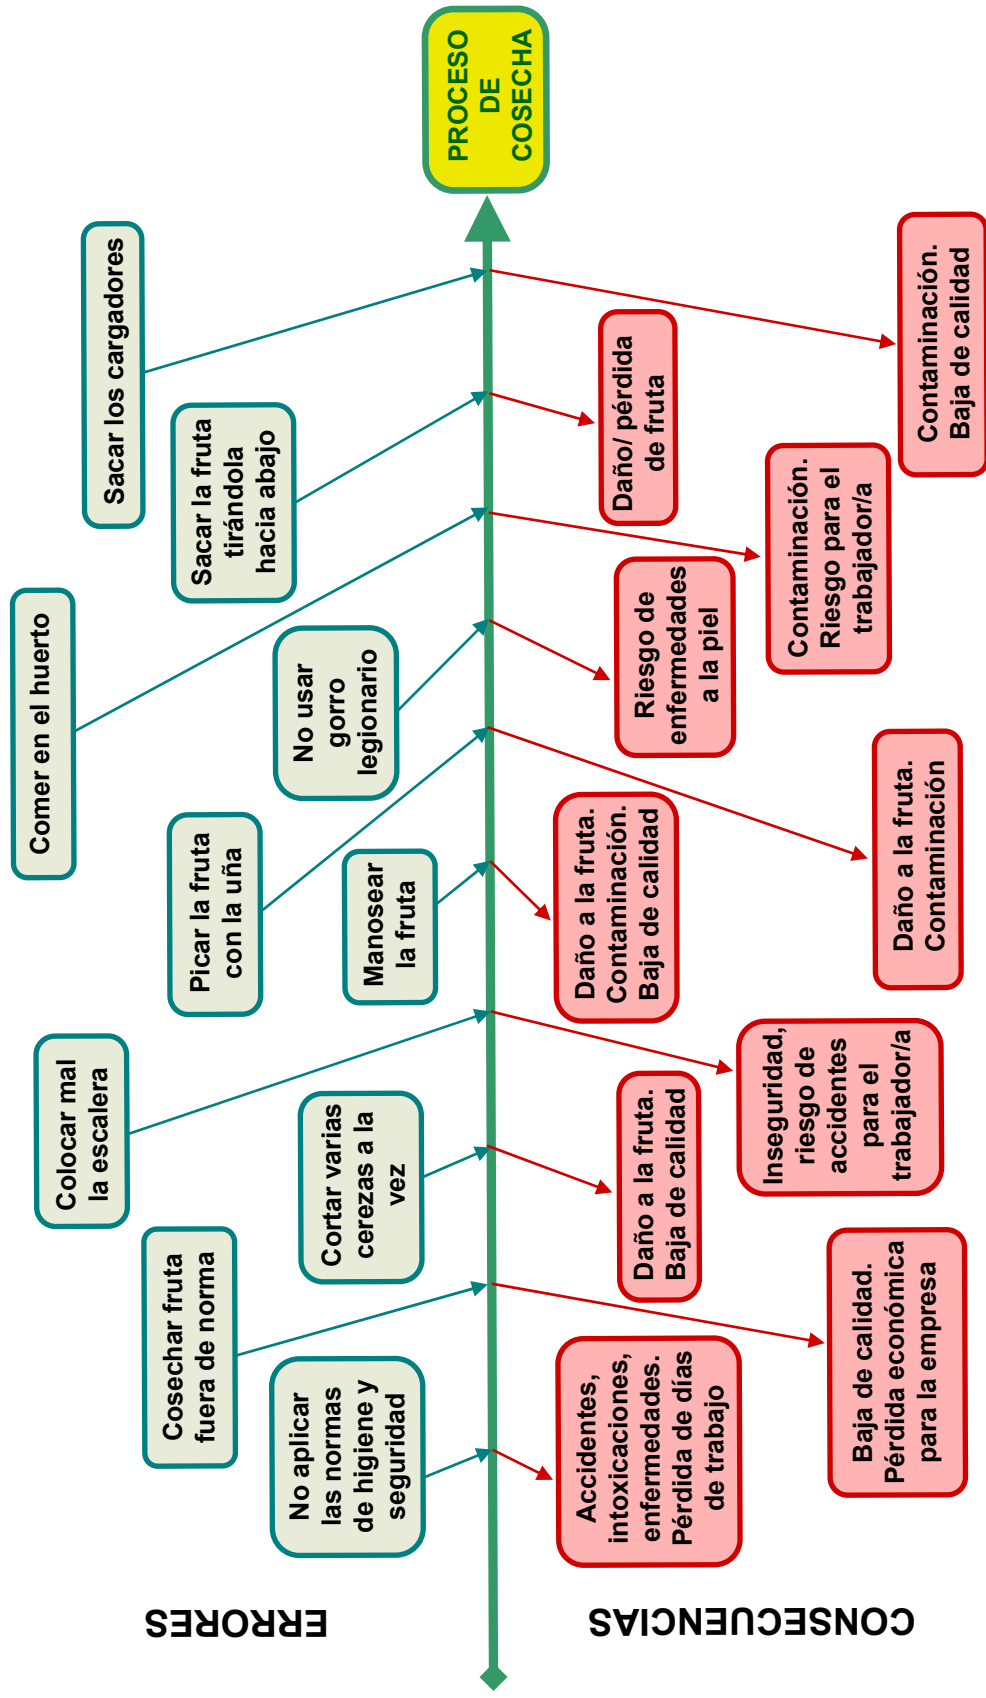 ERRORES
No aplicar
las normas
de higiene y
seguridad
Cosechar fruta
fuera de norma
Cortar varias
cerezas a la
vez
Colocar mal
la escalera
Manosear
la fruta
Picar la fruta
con la uña
No usar
gorro
legionario
Comer en el huerto
Sacar la fruta
tirándola
hacia abajo
Sacar los cargadores
PROCESO
DE
COSECHA
CONSECUENCIAS
Accidentes,
intoxicaciones,
enfermedades.
Pérdida de días
de trabajo
Baja de calidad.
Pérdida económica
para la empresa
Daño a la fruta.
Baja de calidad
Inseguridad,
riesgo de
accidentes
para el
trabajador/a
Daño a la fruta.
Contaminación.
Baja de calidad
Daño a la fruta.
Contaminación
Riesgo de
enfermedades
a la piel
Contaminación.
Riesgo para el
trabajador/a
Daño/ pérdida
de fruta
Contaminación.
Baja de calidad